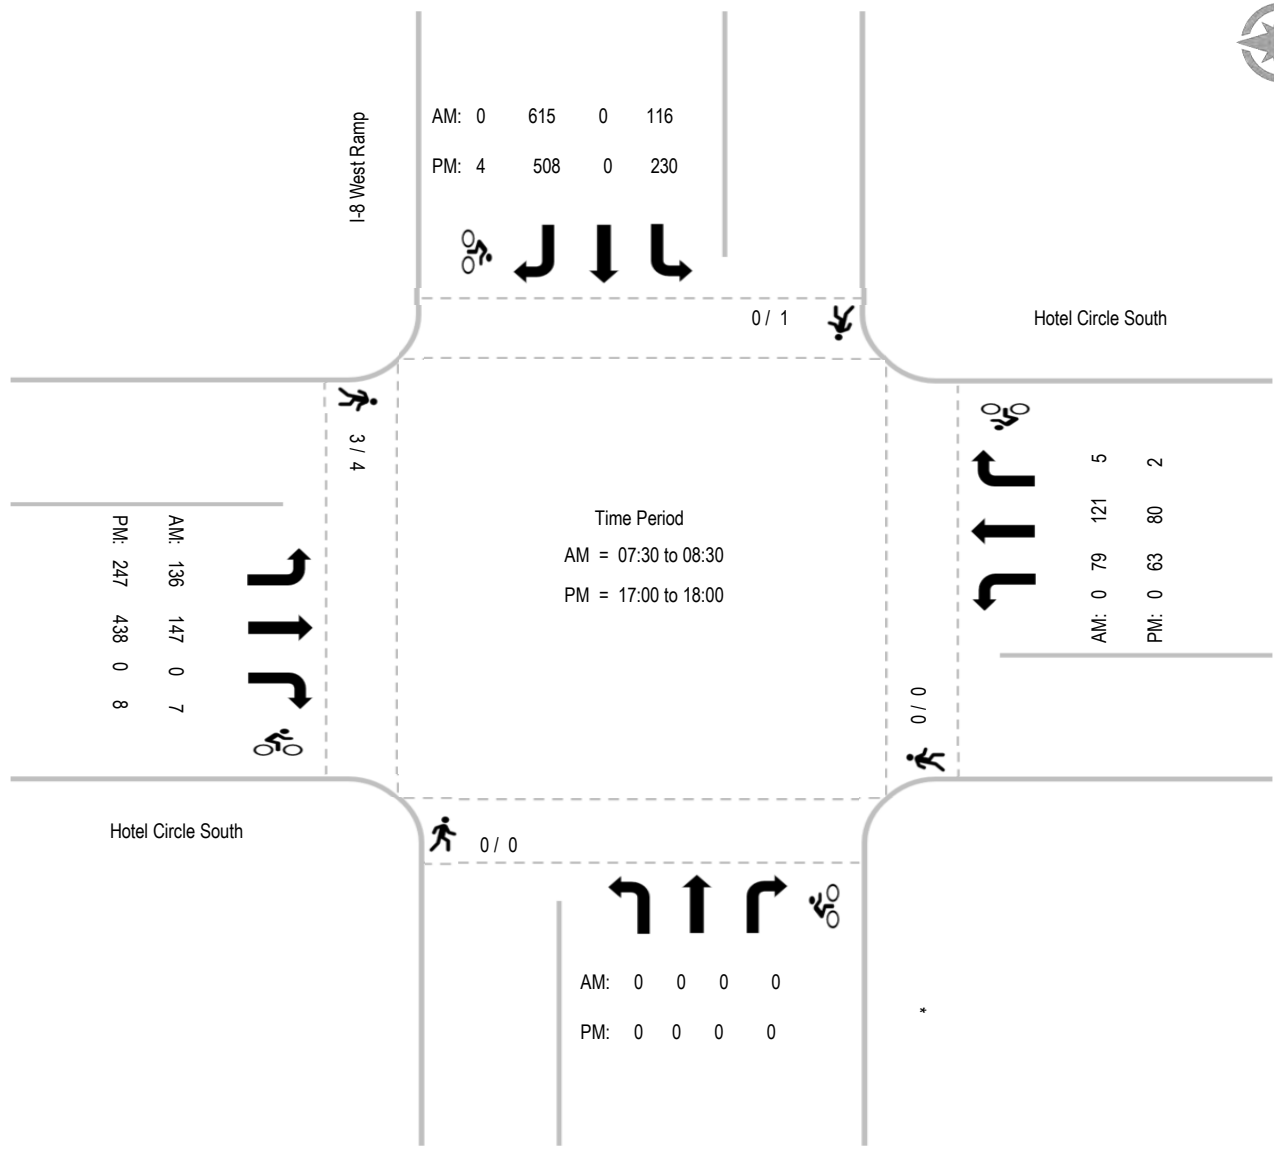 I-8 West Ramp
AM: 0 615 0 116
PM: 4 508 0 230
0 / 1
Hotel Circle South
3 / 4
AM: 136 147 0 7
PM: 247 438 0 8
Time Period
AM = 07:30 to 08:30
PM = 17:00 to 18:00
AM: 0 79 121 5
PM: 0 63 80 2
0 / 0
Hotel Circle South
0 / 0
AM: 0 0 0 0
PM: 0 0 0 0
*